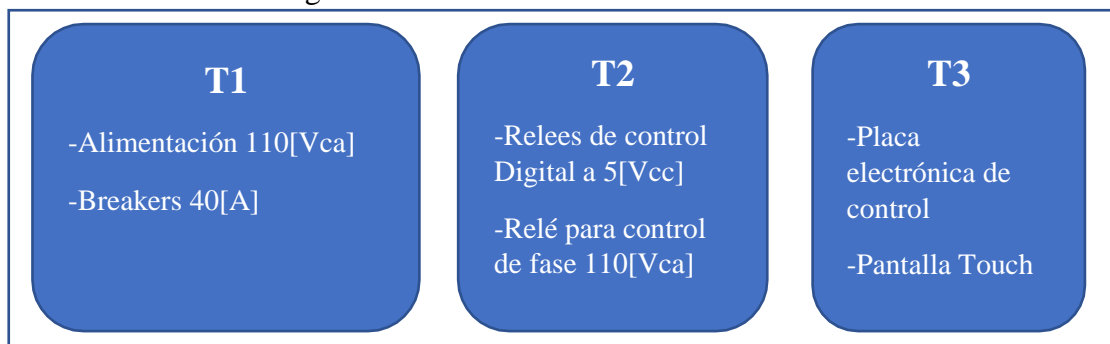 T1
-Alimentación 110[Vca]
-Breakers 40[A]
T2
-Relees de control
Digital a 5[Vcc]
-Relé para control
de fase 110[Vca]
T3
-Placa
electrónica de
control
-Pantalla Touch